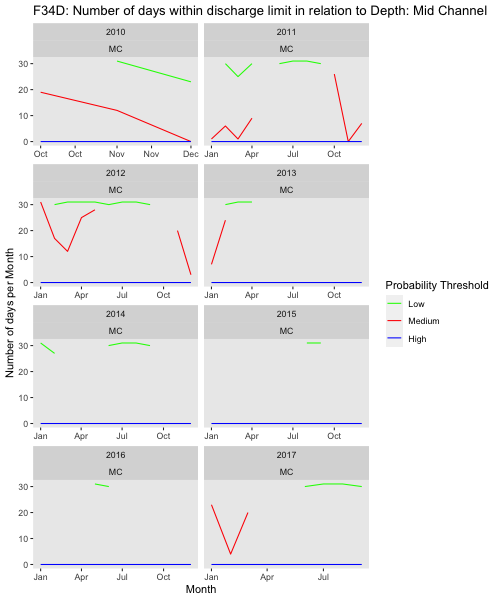 F34D: Number of days within discharge limit in relation to Depth: Mid Channel
2010 2011
MC MC
30
20
10
0
Oct Oct Nov Nov Dec Jan Apr Jul Oct
2012 2013
MC MC
30
20
10
0
Jan Apr Jul Oct Jan Apr Jul Oct
2014 2015
MC MC
30
20
10
0
Jan Apr Jul Oct Jan Apr Jul Oct
2016 2017
MC MC
30
20
10
0
Jan Apr Jul Oct Jan Apr Jul
Month
Number of days per Month
Probability Threshold
Low
Medium
High